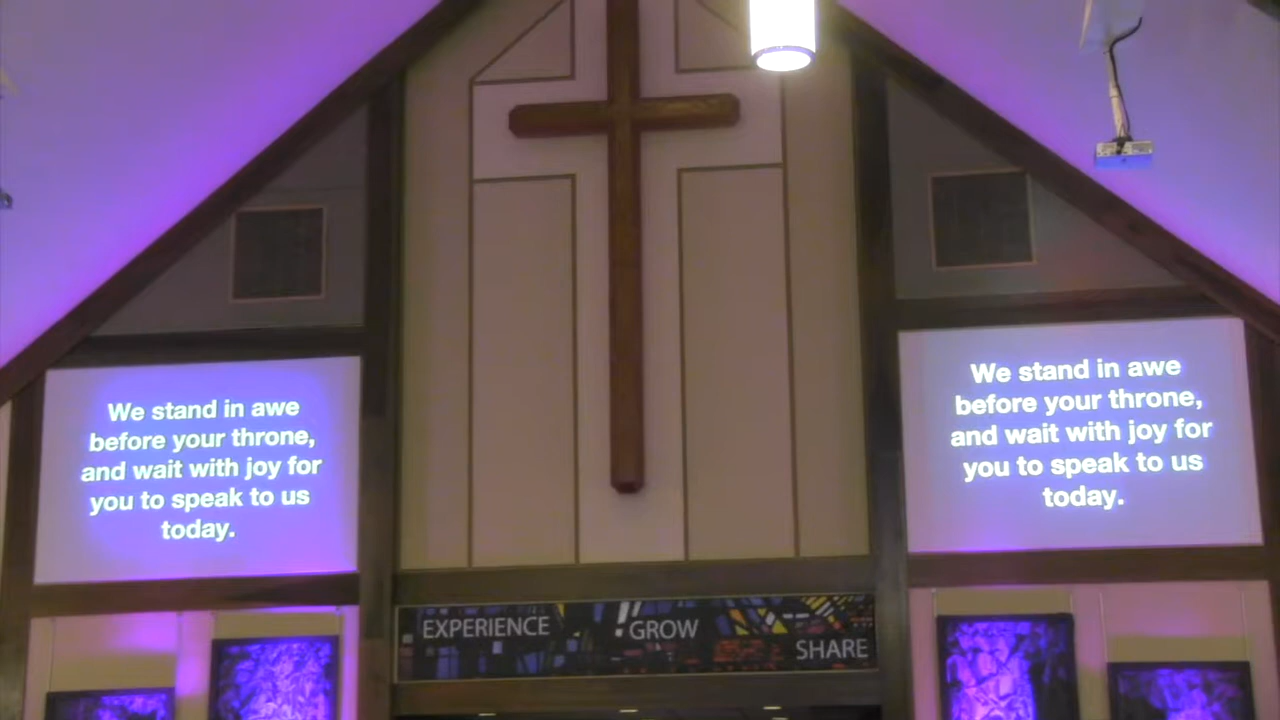 We stand in awe
before your throne,
and wait with joy for
you to speak to us
today.
We stand in awe
before your throne,
and wait with joy for
you to speak to us
today.
EXPERIENCE
GROW
SHARE